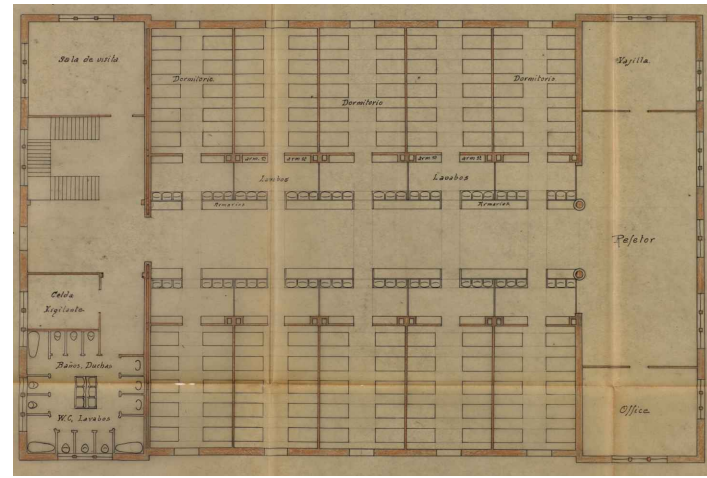 Sala de visita
Dormitorio
Dormitorio
Dormitorio
Vajilla
Lavabos
Lavabos
Armarios
Armarios
Refetor
Celda
Vigilante
Baños, Duchas
W.C. Lavabos
Office